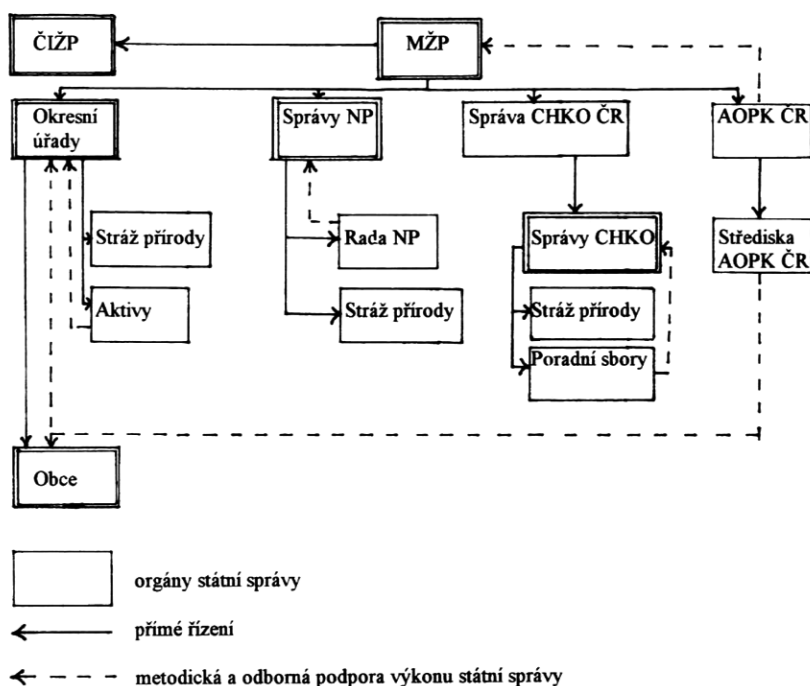 ČIŽP
MŽP
Okresní
úřady
Správy NP
Správa CHKO ČR
AOPK ČR
Stráž přírody
Rada NP
Správy CHKO
Střediska
AOPK ČR
Aktivy
Stráž přírody
Stráž přírody
Poradní sbory
Obce
orgány státní správy
přímé řízení
metodická a odborná podpora výkonu státní správy